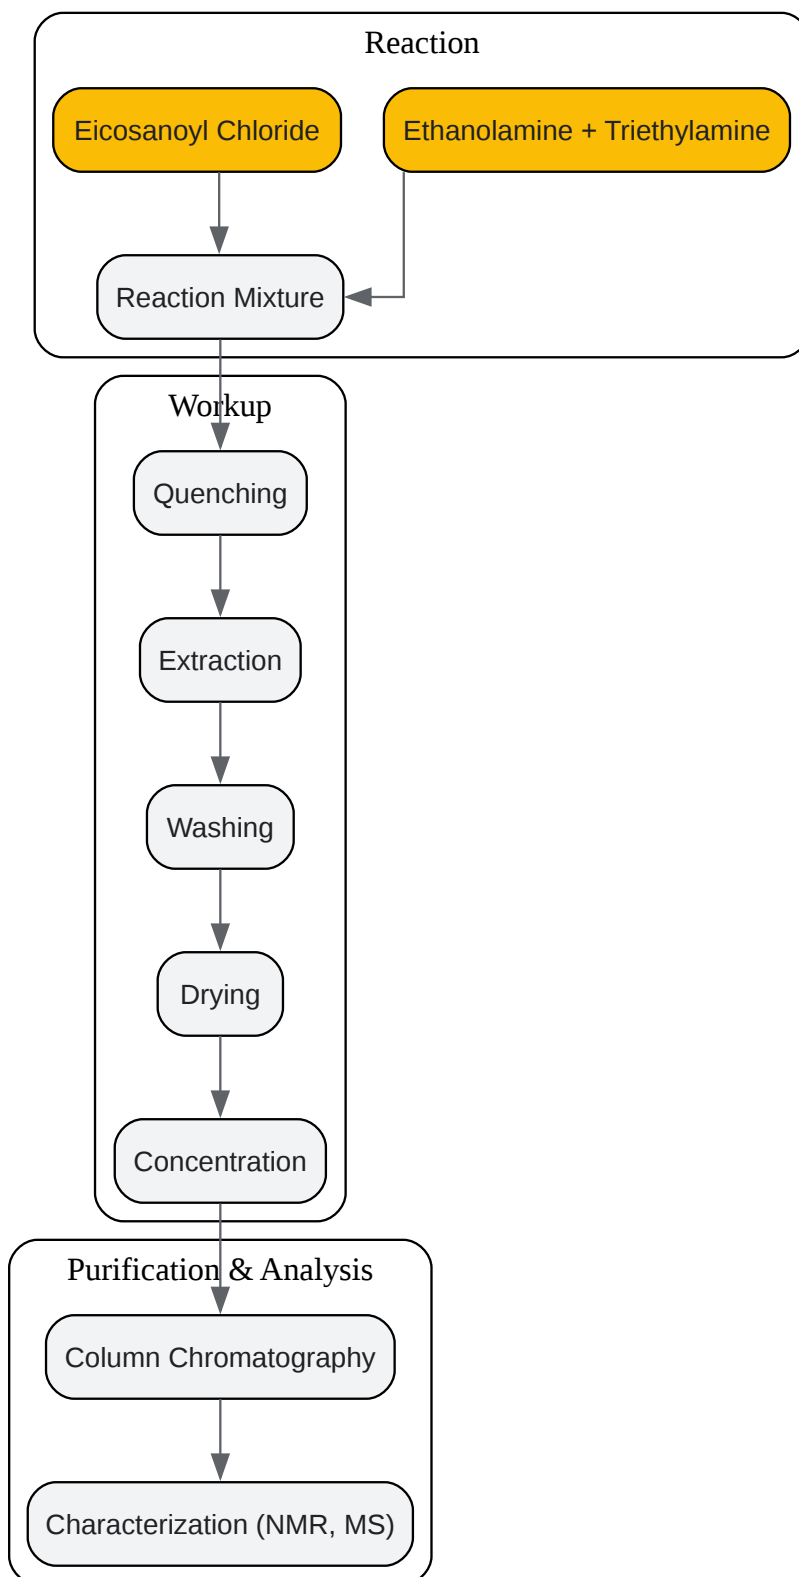 Reaction
Eicosanoyl Chloride
Ethanolamine + Triethylamine
Reaction Mixture
Workup
Quenching
Extraction
Washing
Drying
Concentration
Purification & Analysis
Column Chromatography
Characterization (NMR, MS)